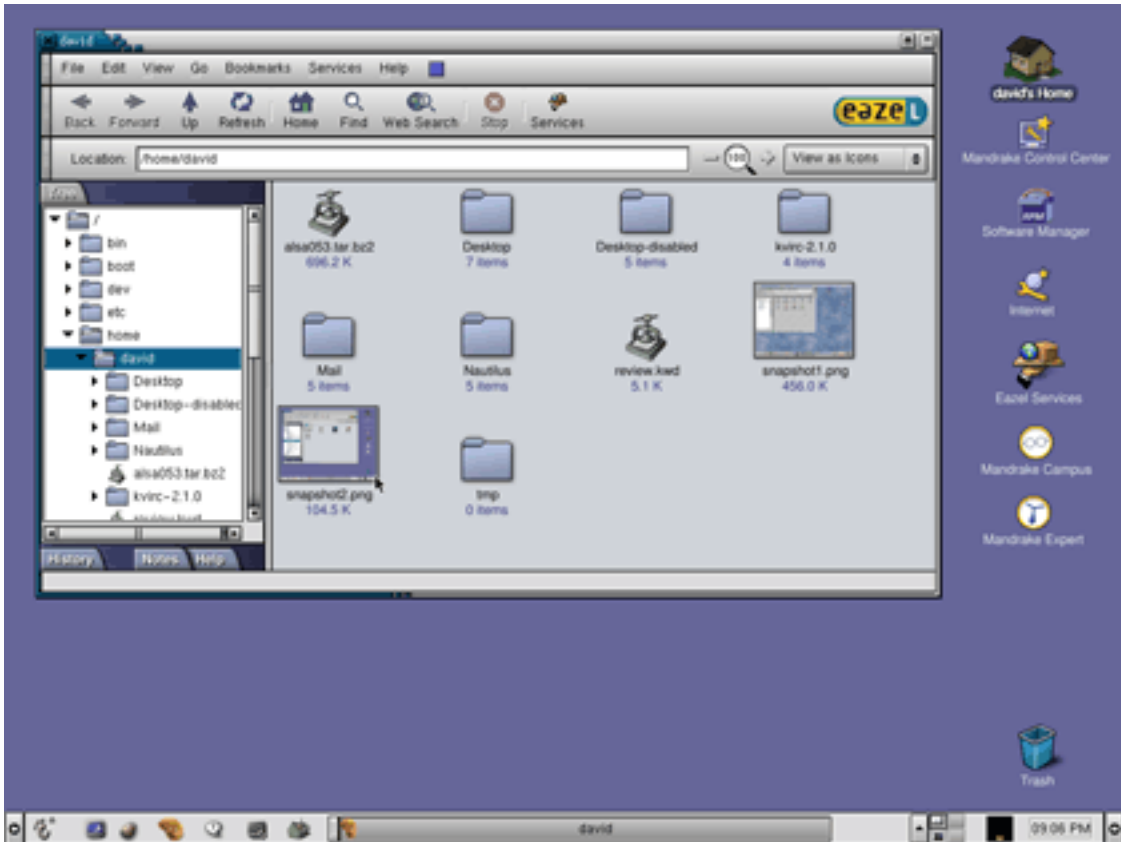 david
File Edit View Go Bookmarks Services Help
Back Forward Up Refresh Home Find Web Search Stop Services
eazel
Location: /home/david
100
View as Icons
Tree
/
bin
boot
dev
etc
home
david
Desktop
Desktop-disabled
Mail
Nautilus
alsa053.tar.bz2
kvirc-2.1.0
History Notes Help
alsa053.tar.bz2
696.2 K
Desktop
7 items
Desktop-disabled
5 items
kvirc-2.1.0
4 items
Mail
5 items
Nautilus
5 items
review.kwd
5.1 K
snapshot1.png
456.0 K
snapshot2.png
104.5 K
tmp
0 items
david's Home
Mandrake Control Center
Software Manager
Internet
Eazel Services
Mandrake Campus
Mandrake Expert
Trash
david
09:06 PM